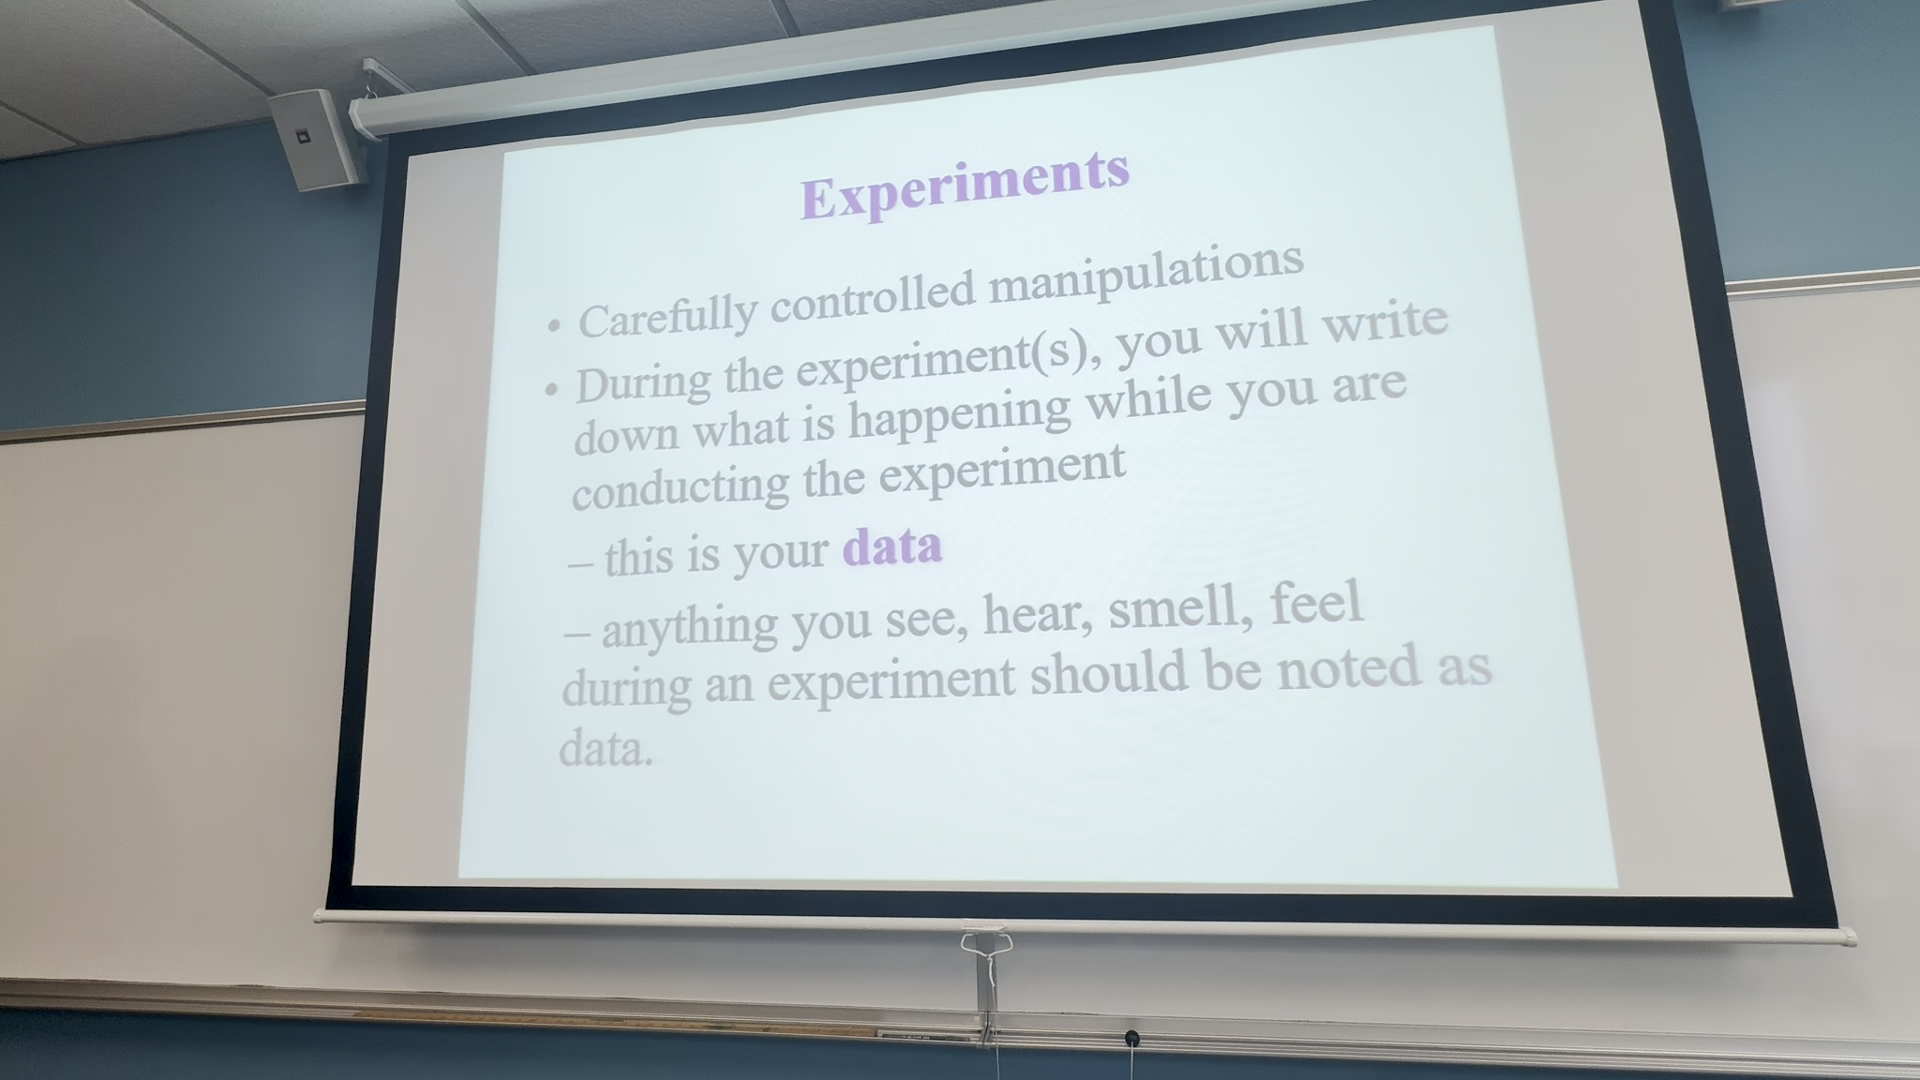 Experiments
• Carefully controlled manipulations
• During the experiment(s), you will write
down what is happening while you are
conducting the experiment
– this is your data
– anything you see, hear, smell, feel
during an experiment should be noted as
data.